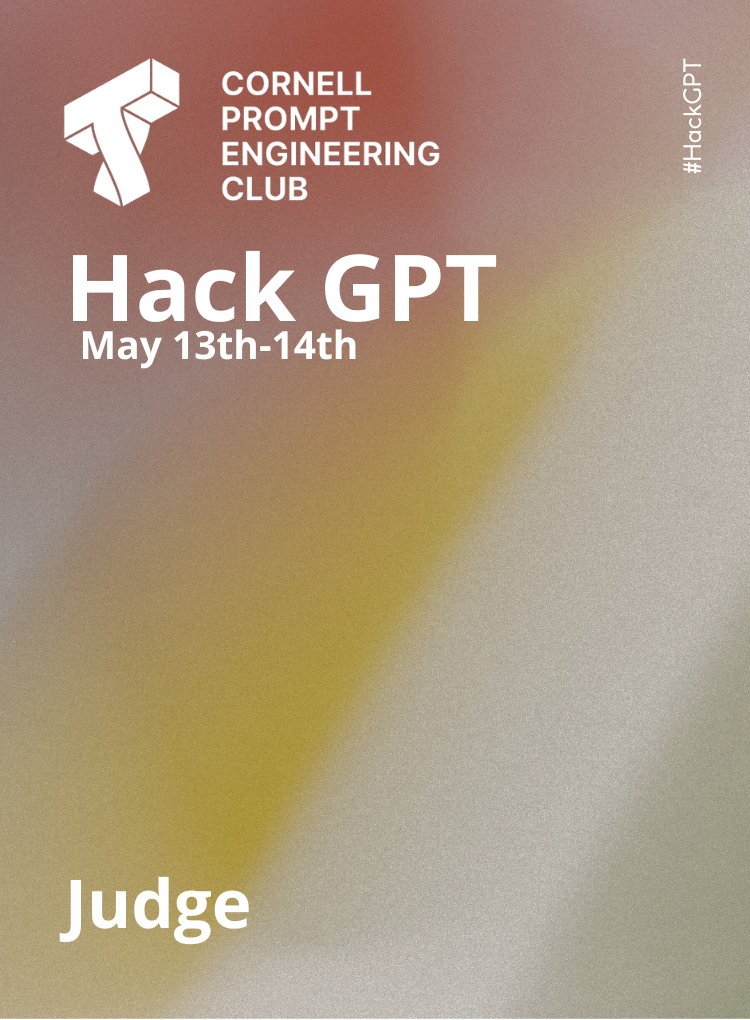 CORNELL
PROMPT
ENGINEERING
CLUB
#HackGPT
Hack GPT
May 13th-14th
Judge